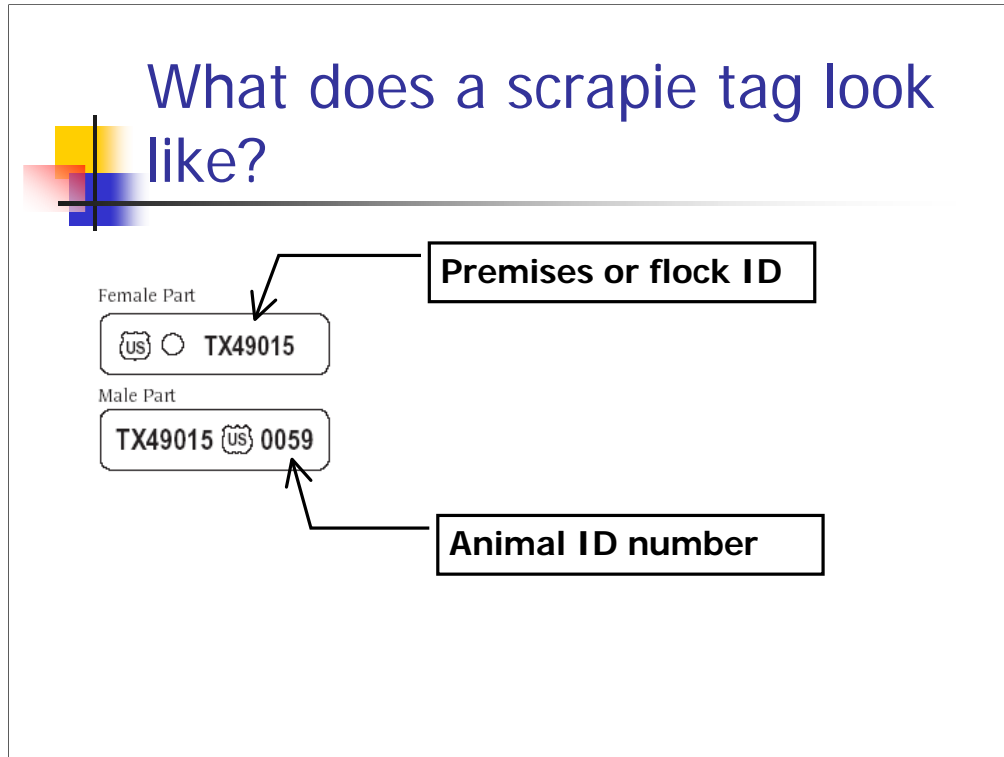 What does a scrapie tag look
like?
Premises or flock ID
Female Part
US TX49015
Male Part
TX49015 US 0059
Animal ID number